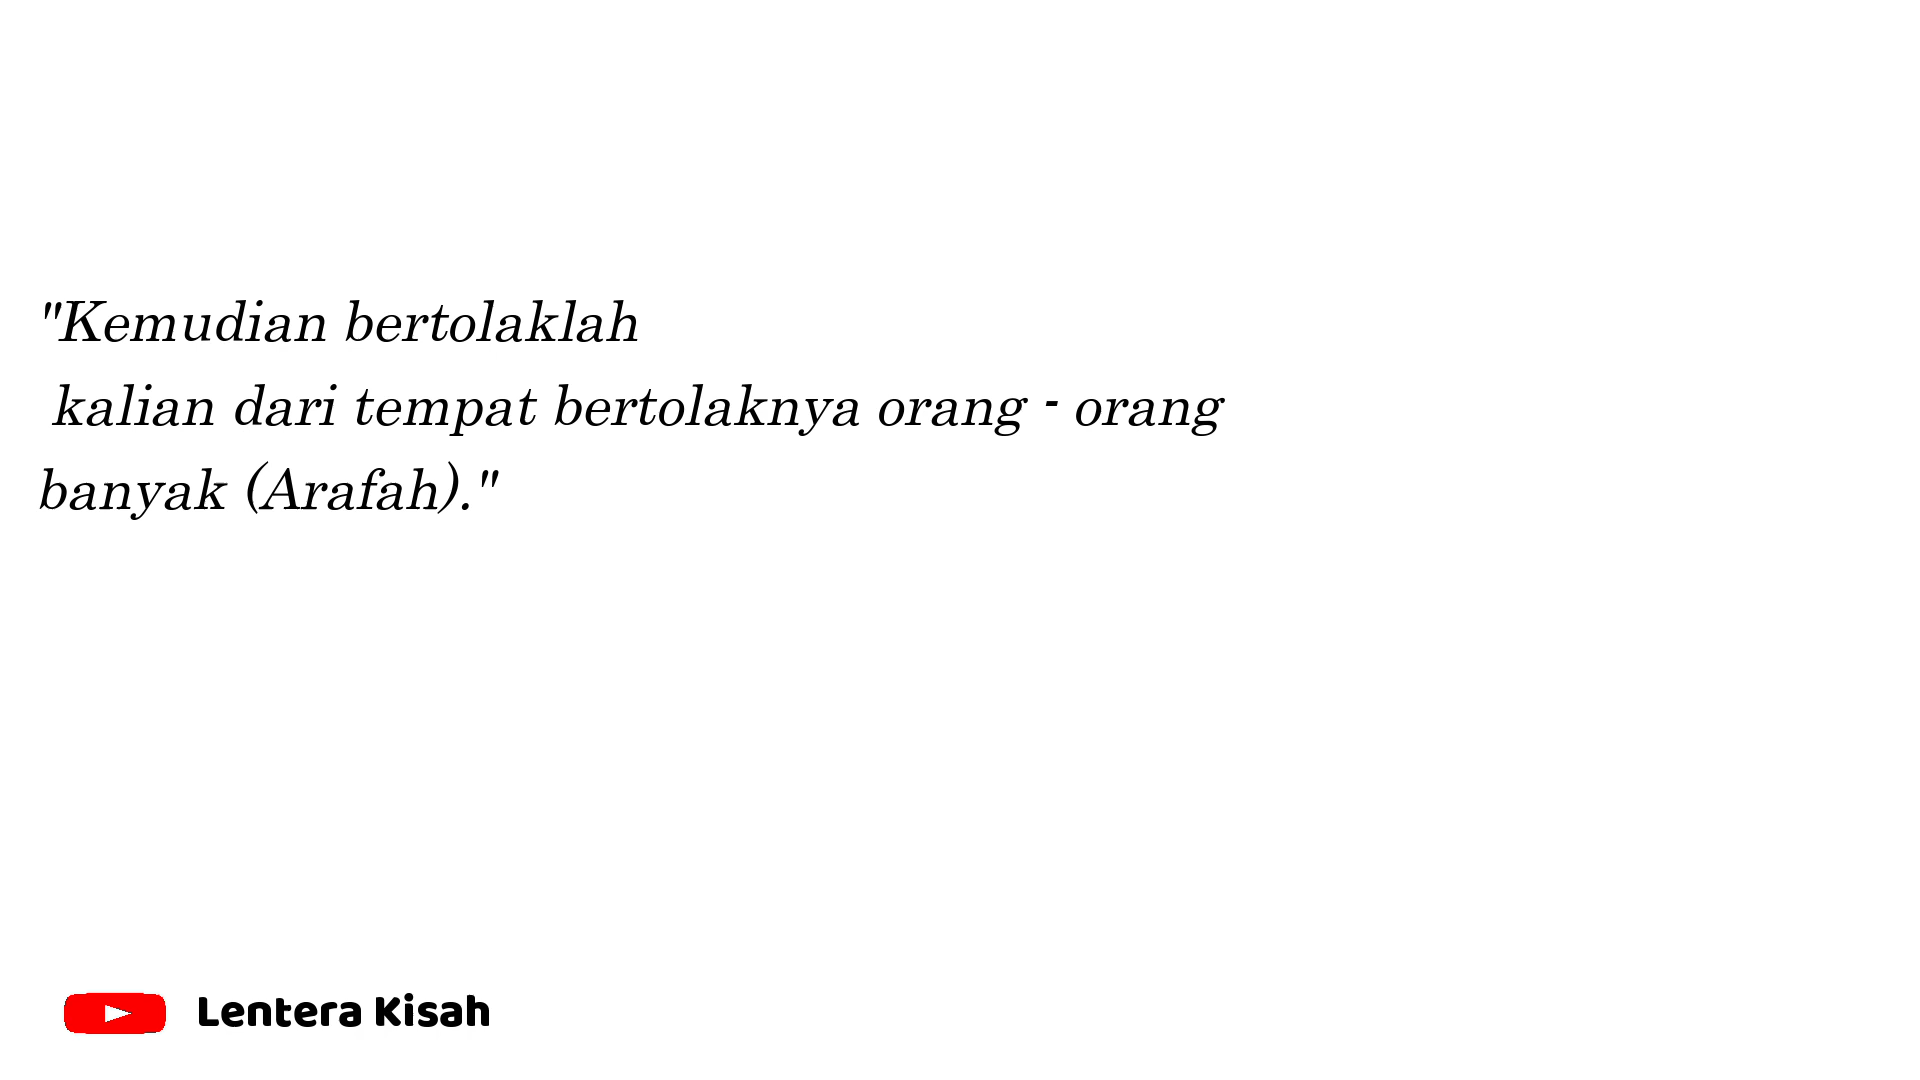 "Kemudian bertolaklah
kalian dari tempat bertolaknya orang - orang
banyak (Arafah)."
Lentera Kisah